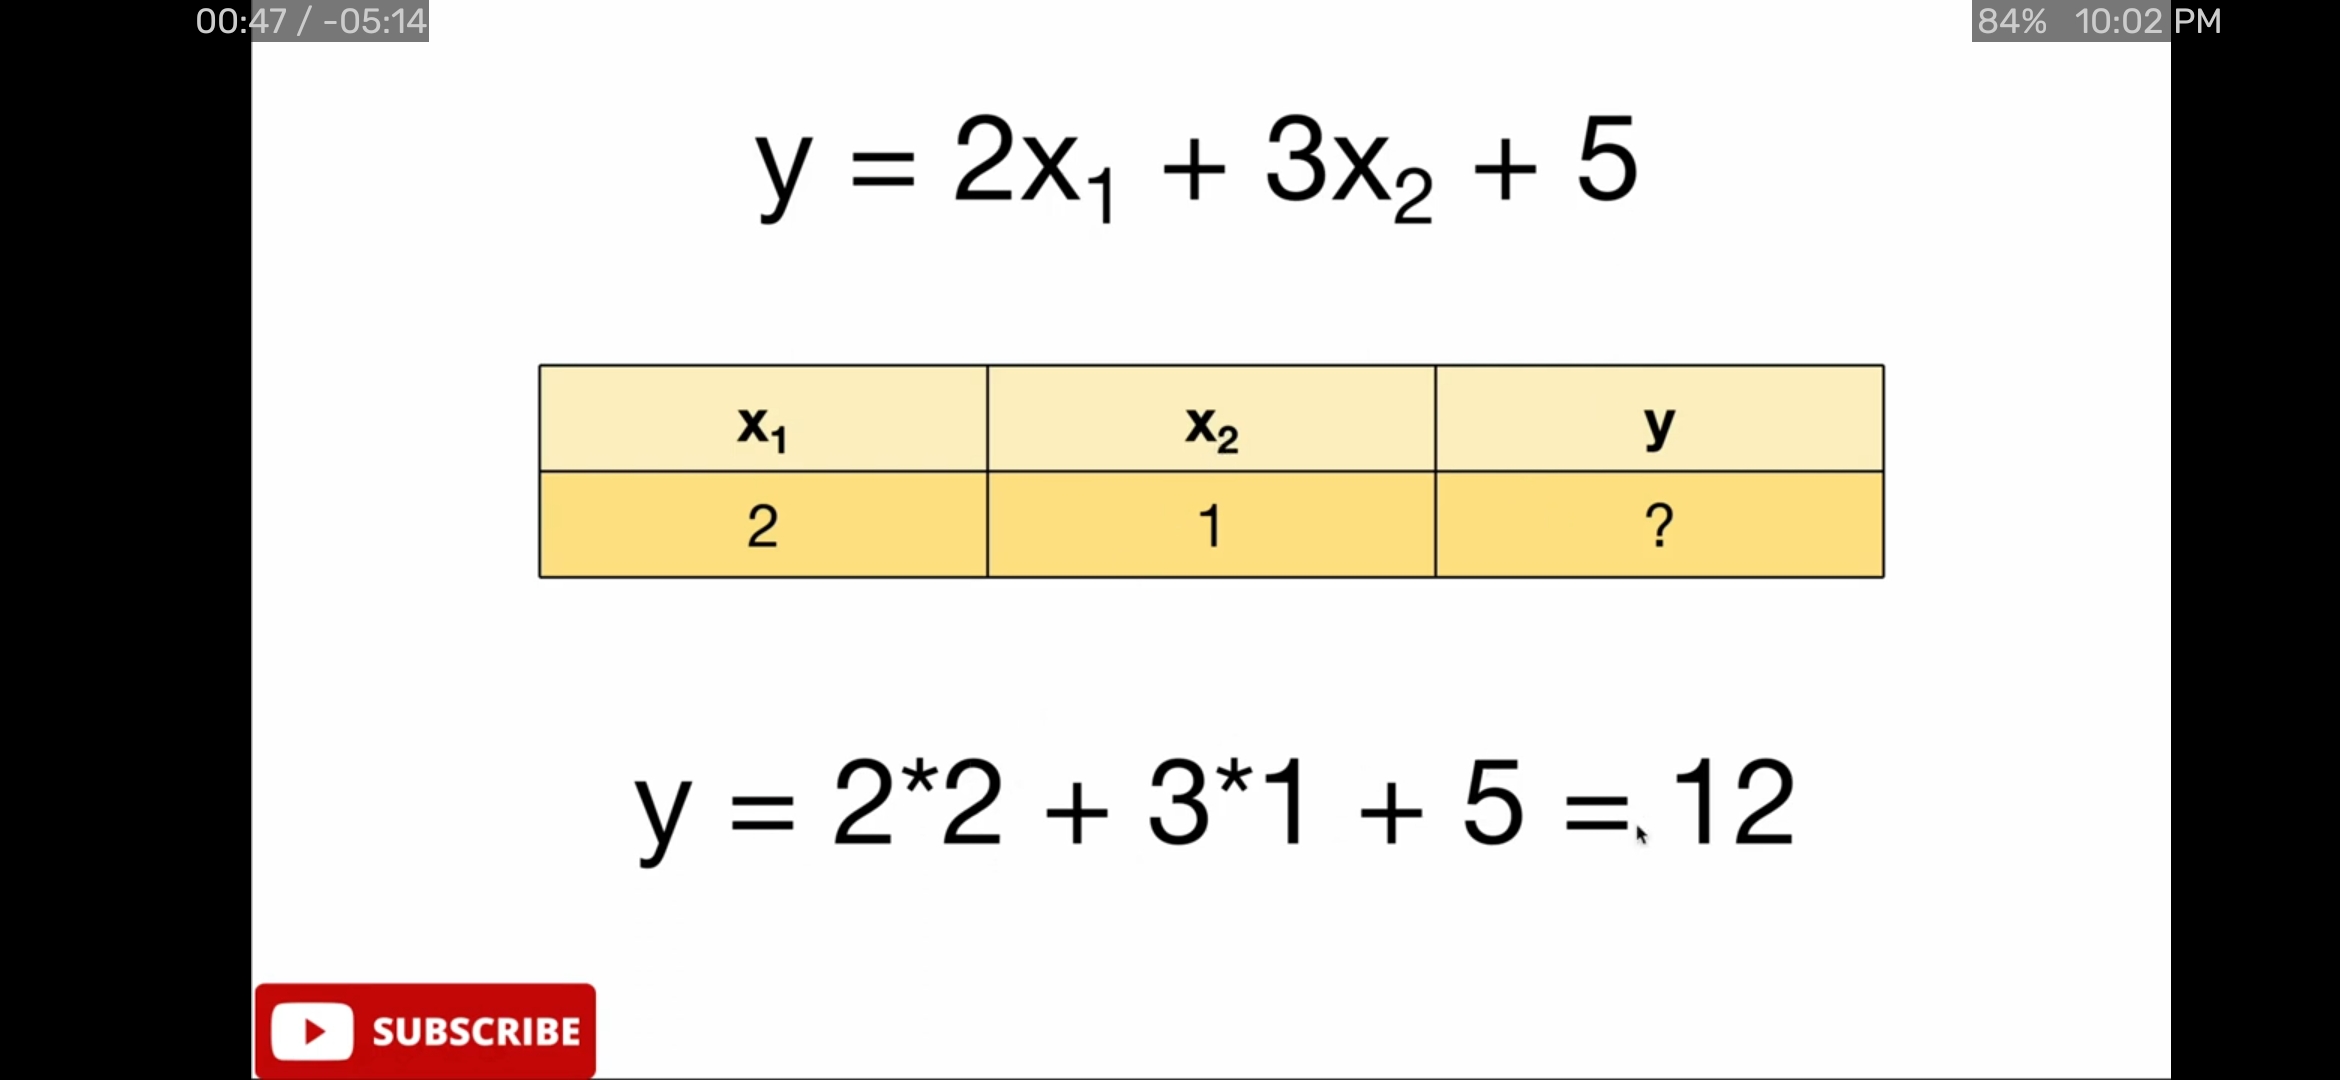 00:47 / -05:14
84% 10:02 PM
y = 2x₁ + 3x₂ + 5
x₁ x₂ y
2 1 ?
y = 2*2 + 3*1 + 5 = 12
SUBSCRIBE